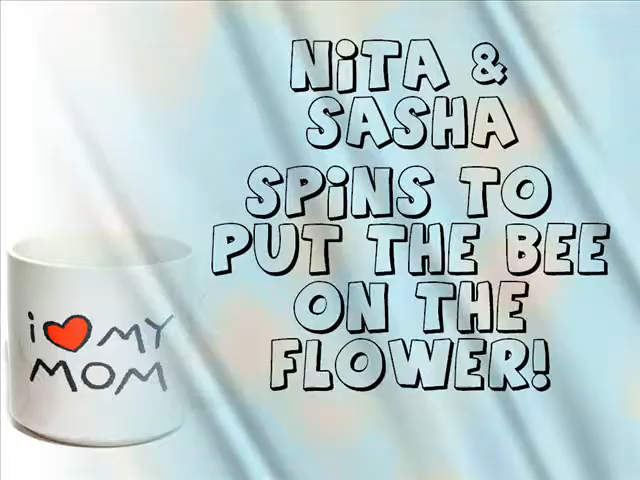 NiTA &
SASHA
SPiNS TO
PUT THE BEE
ON THE
FLOWER!
i ❤ MY
MOM